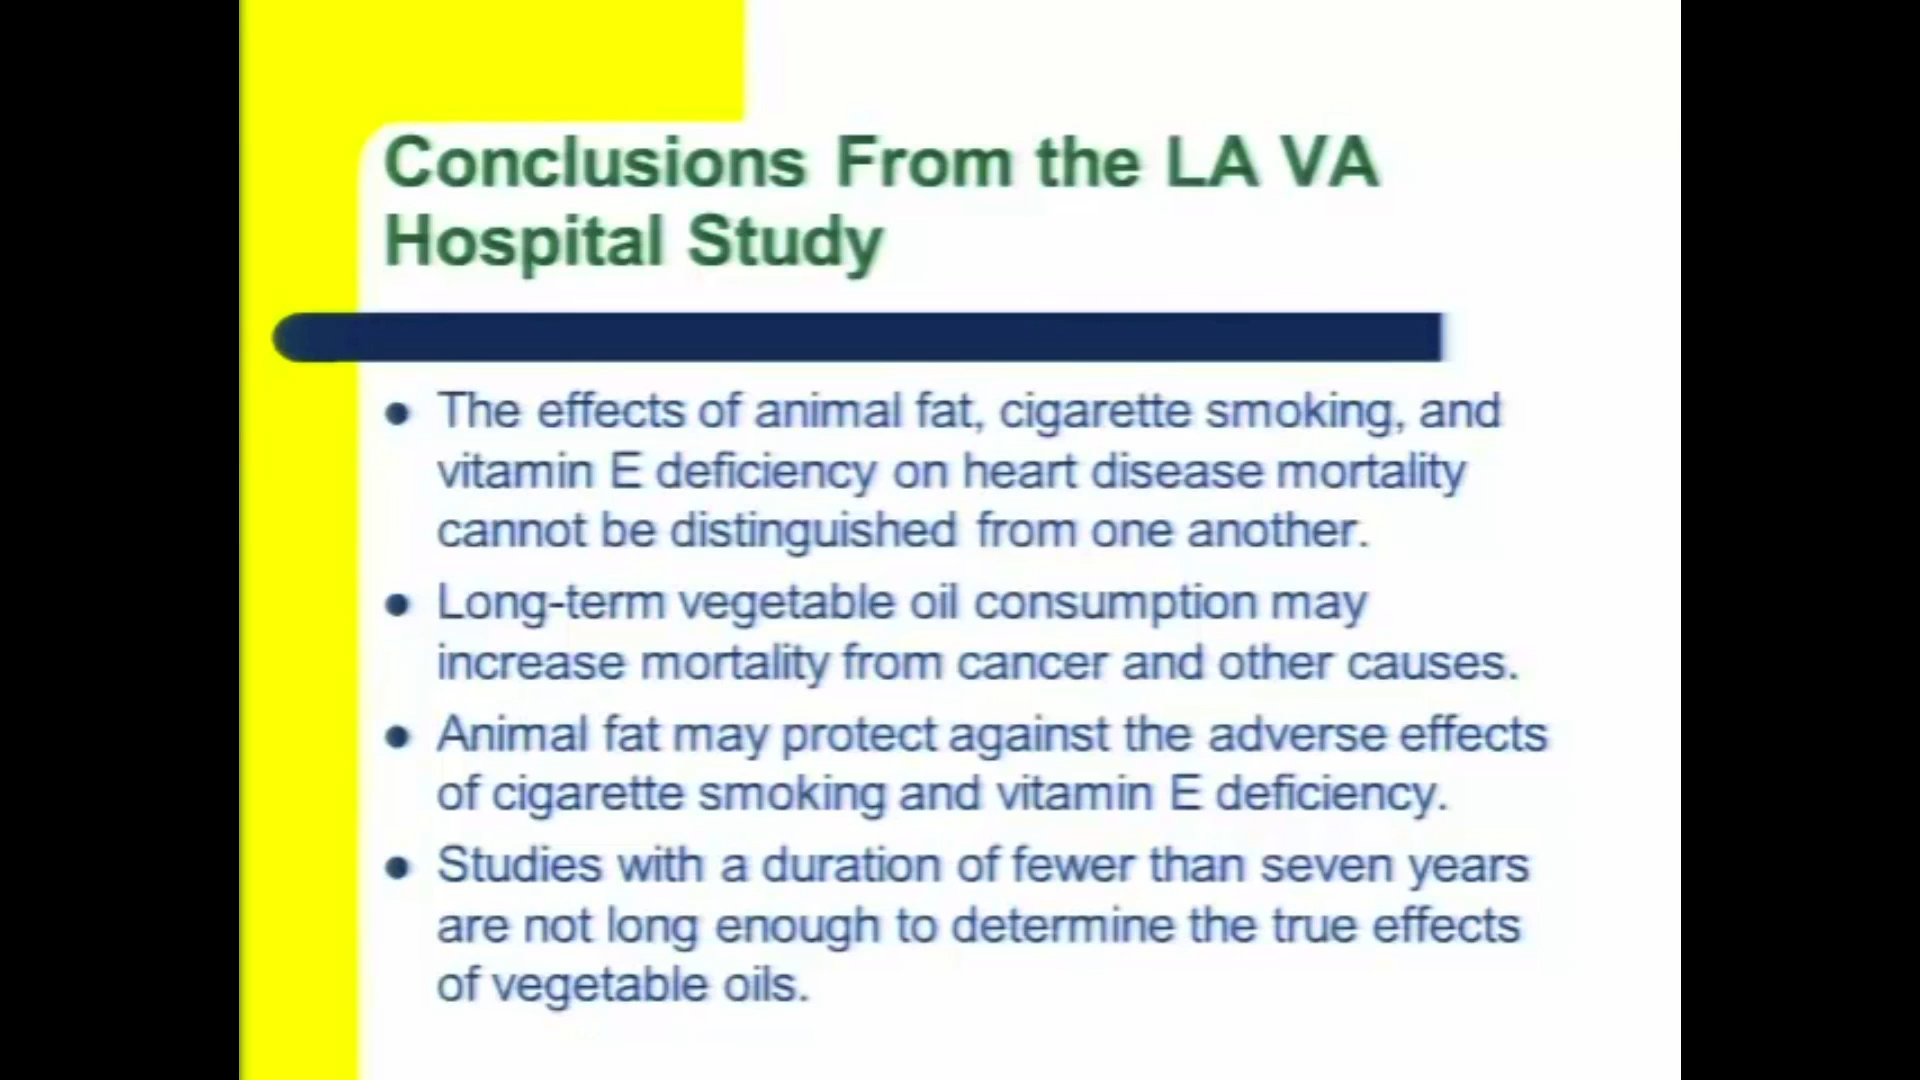 Conclusions From the LA VA
Hospital Study
● The effects of animal fat, cigarette smoking, and
vitamin E deficiency on heart disease mortality
cannot be distinguished from one another.
● Long-term vegetable oil consumption may
increase mortality from cancer and other causes.
● Animal fat may protect against the adverse effects
of cigarette smoking and vitamin E deficiency.
● Studies with a duration of fewer than seven years
are not long enough to determine the true effects
of vegetable oils.